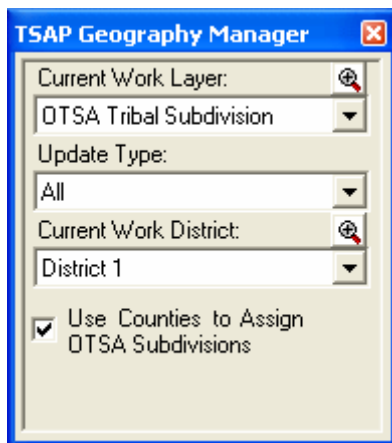 TSAP Geography Manager
Current Work Layer:
OTSA Tribal Subdivision
Update Type:
All
Current Work District:
District 1
Use Counties to Assign
OTSA Subdivisions